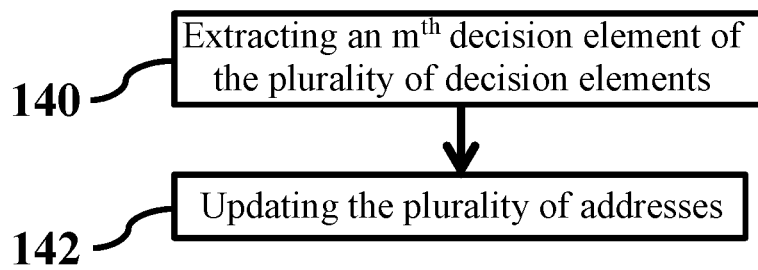 Extracting an mth decision element of
the plurality of decision elements
140
Updating the plurality of addresses
142